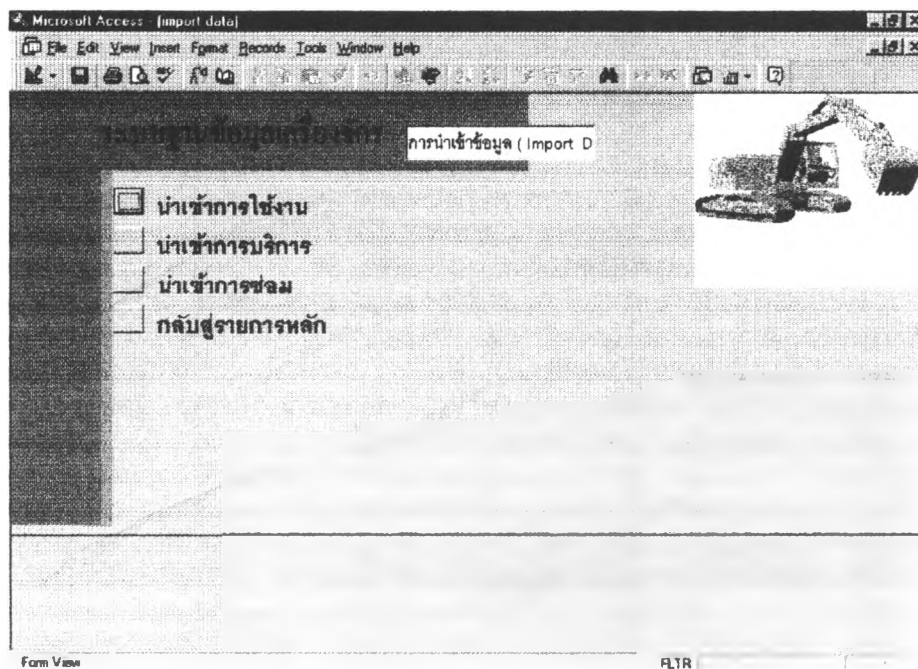 Microsoft Access - [import data]
File Edit View Insert Format Records Tools Window Help
ระบบฐานข้อมูลเครื่องจักร
การนำเข้าข้อมูล ( Import D
นำเข้าการใช้งาน
นำเข้าการบริการ
นำเข้าการซ่อม
กลับสู่รายการหลัก
Form View
FLTR